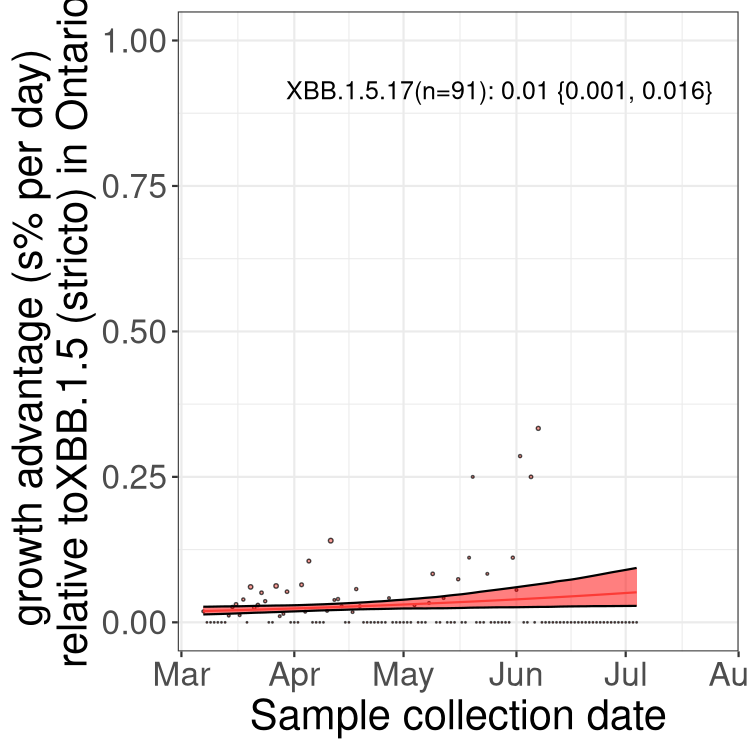 growth advantage (s% per day)
relative toXBB.1.5 (stricto) in Ontario
1.00
0.75
0.50
0.25
0.00
XBB.1.5.17(n=91): 0.01 {0.001, 0.016}
Mar Apr May Jun Jul Au
Sample collection date